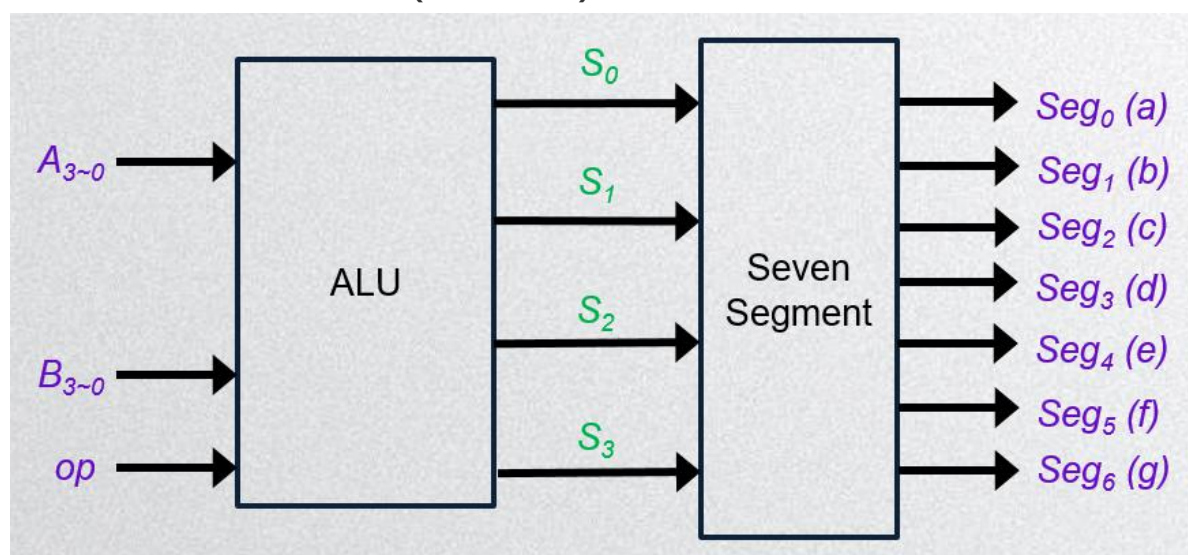 A3~0
B3~0
op
ALU
S0
S1
S2
S3
Seven
Segment
Seg0 (a)
Seg1 (b)
Seg2 (c)
Seg3 (d)
Seg4 (e)
Seg5 (f)
Seg6 (g)